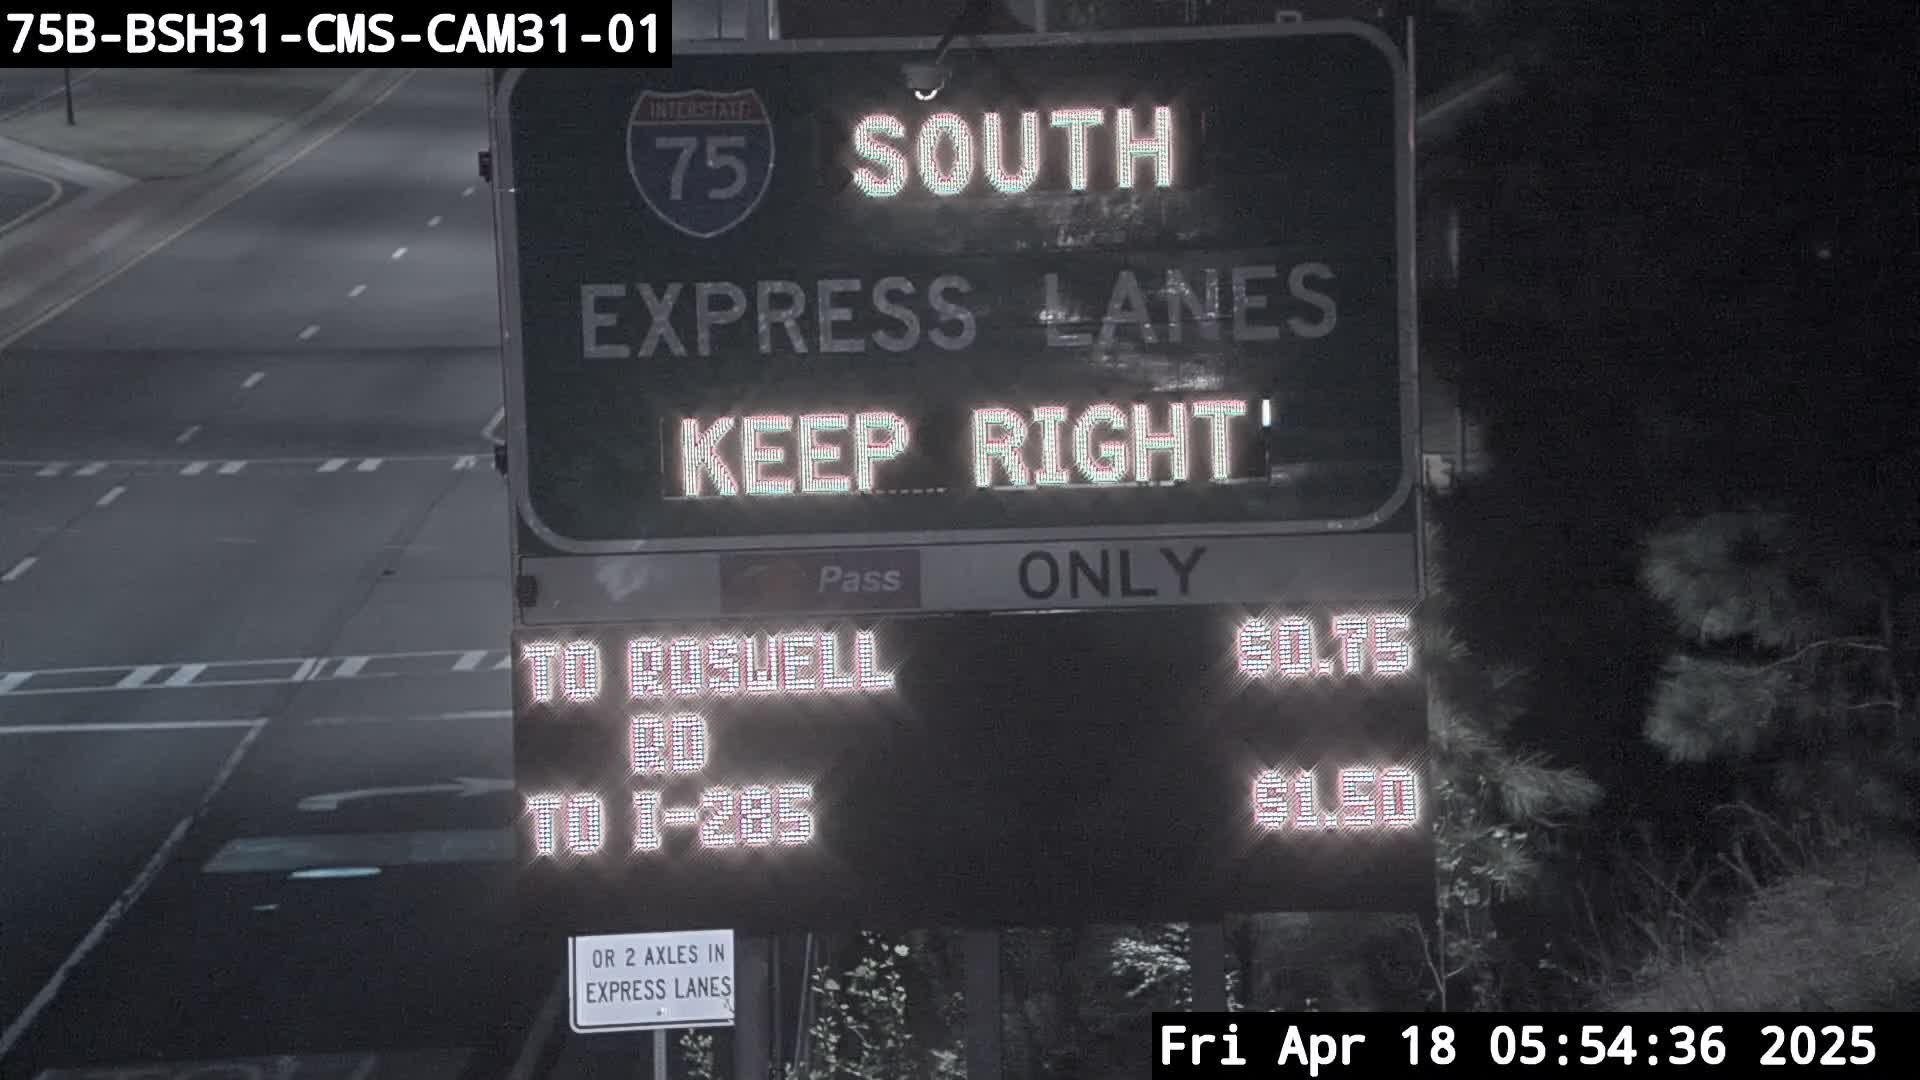 75B-BSH31-CMS-CAM31-01
INTERSTATE
75
SOUTH
EXPRESS LANES
KEEP RIGHT
Pass ONLY
TO ROSWELL $0.75
RD
TO I-285 $1.50
OR 2 AXLES IN
EXPRESS LANES
Fri Apr 18 05:54:36 2025